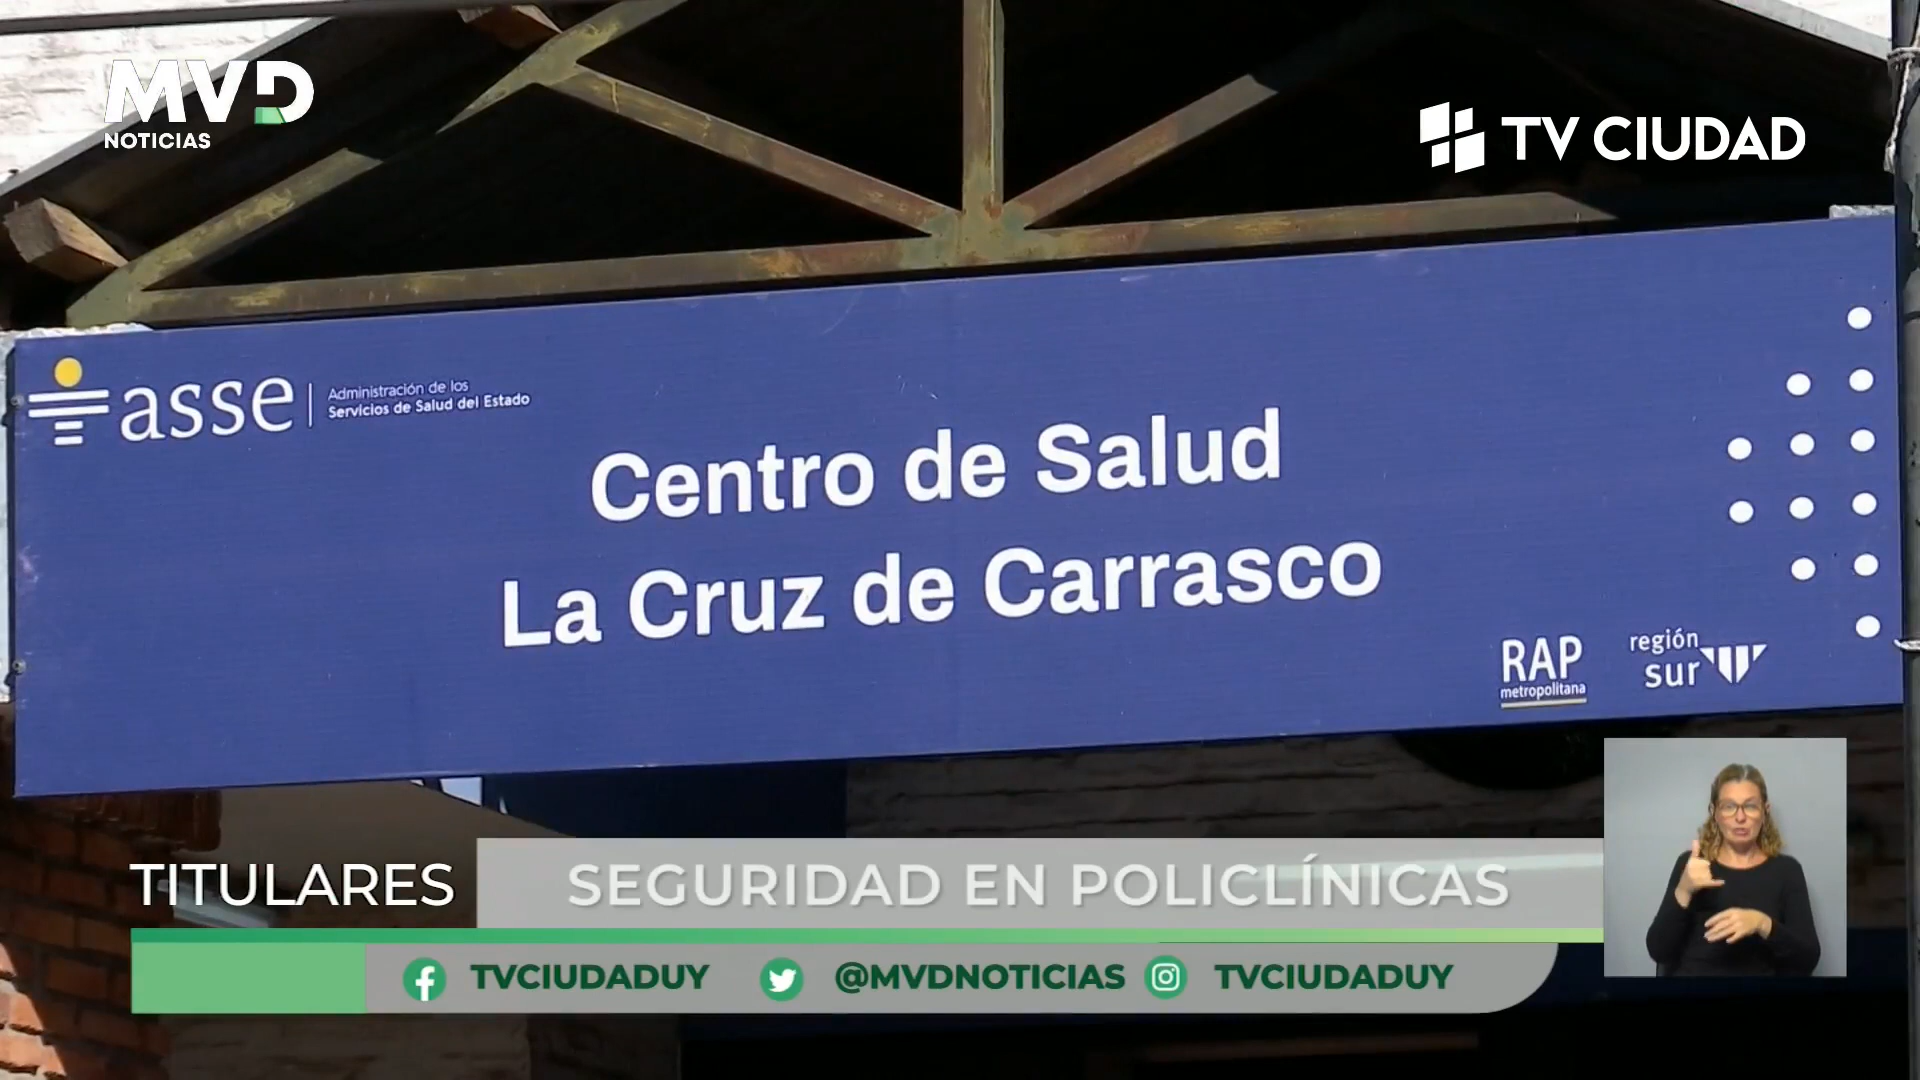 MVD
NOTICIAS
TV CIUDAD
asse
Administración de los
Servicios de Salud del Estado
Centro de Salud
La Cruz de Carrasco
RAP
metropolitana
región
sur
TITULARES
SEGURIDAD EN POLICLÍNICAS
TVCIUDADUY
@MVDNOTICIAS
TVCIUDADUY